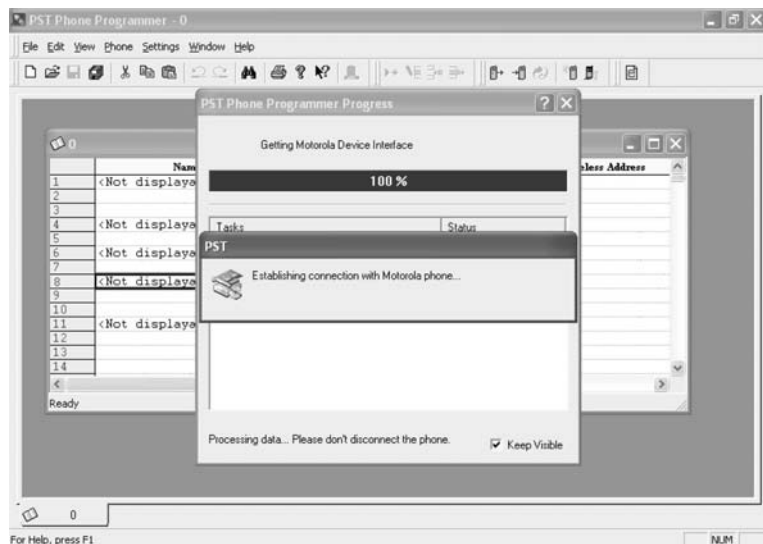 PST Phone Programmer - 0
File Edit View Phone Settings Window Help
PST Phone Programmer Progress
0
Getting Motorola Device Interface
100 %
Tasks Status
PST
Establishing connection with Motorola phone...
Processing data... Please don't disconnect the phone.
Keep Visible
1 <Not displaya
2
3
4 <Not displaya
5
6 <Not displaya
7
8 <Not displaya
9
10
11 <Not displaya
12
13
14
Address
Ready
0
For Help, press F1
NUM